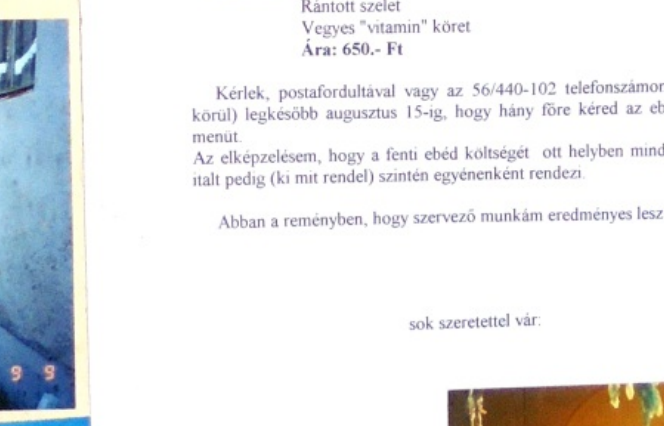 Rántott szelet
Vegyes "vitamin" köret
Ára: 650.- Ft
Kérlek, postafordultával vagy az 56/440-102 telefonszámon
körül) legkésőbb augusztus 15-ig, hogy hány főre kéred az eb
menüt.
Az elképzelésem, hogy a fenti ebéd költségét ott helyben mind
italt pedig (ki mit rendel) szintén egyénenként rendezi.
Abban a reményben, hogy szervező munkám eredményes lesz
sok szeretettel vár:
9 9